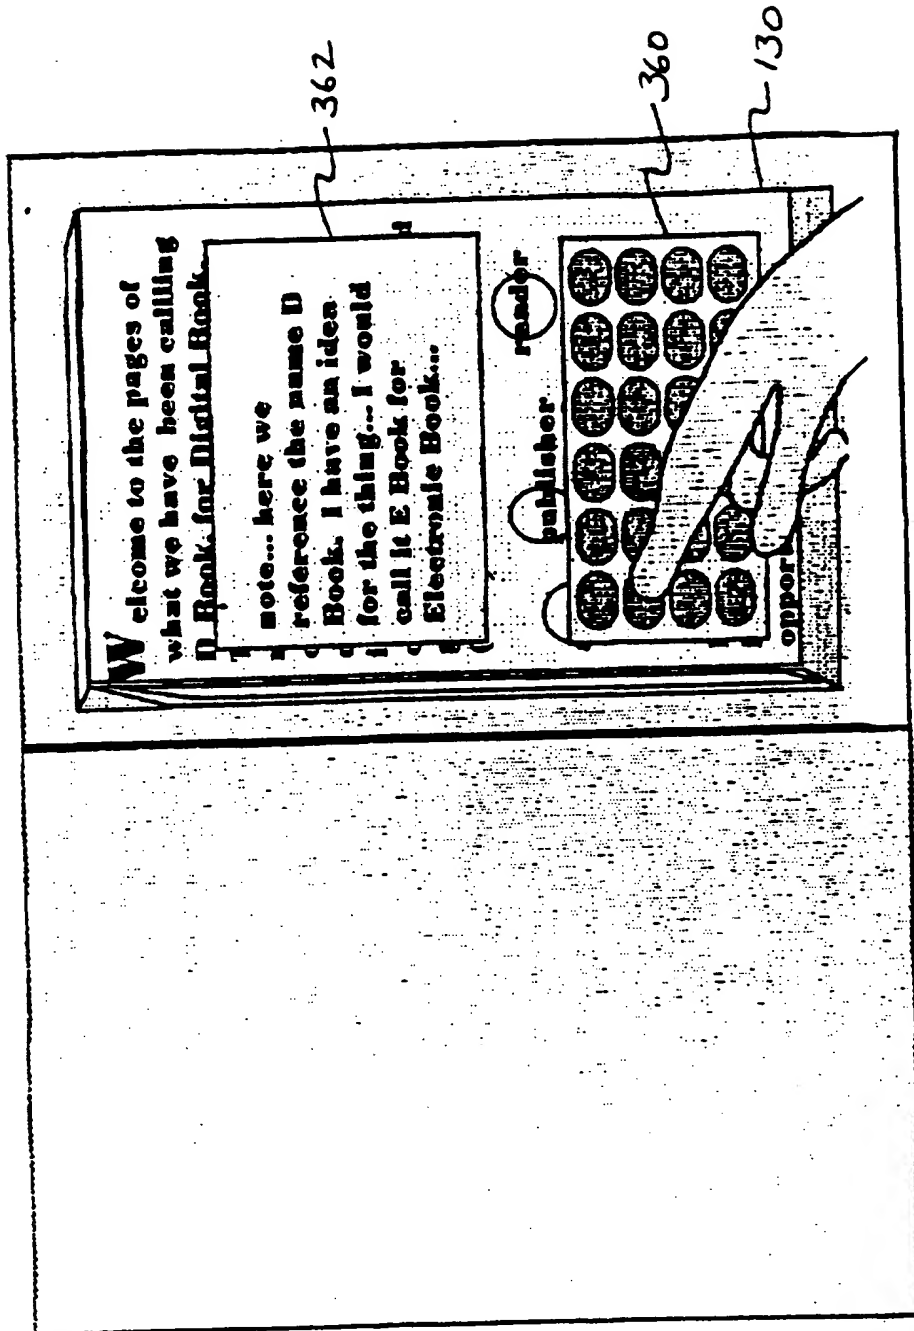 Welcome to the pages of
what we have been callling
D Book, for Digital Book.
note... here we
reference the name D
Book. I have an idea
for the thing... I would
call it E Book for
Electronic Book...
publisher
reander
oppor
362
360
130